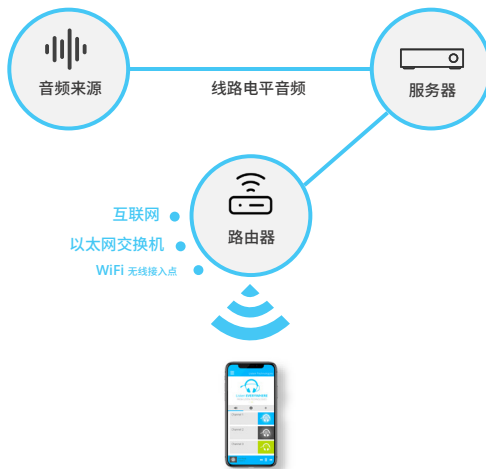 音频来源
线路电平音频
服务器
路由器
互联网
以太网交换机
WiFi 无线接入点